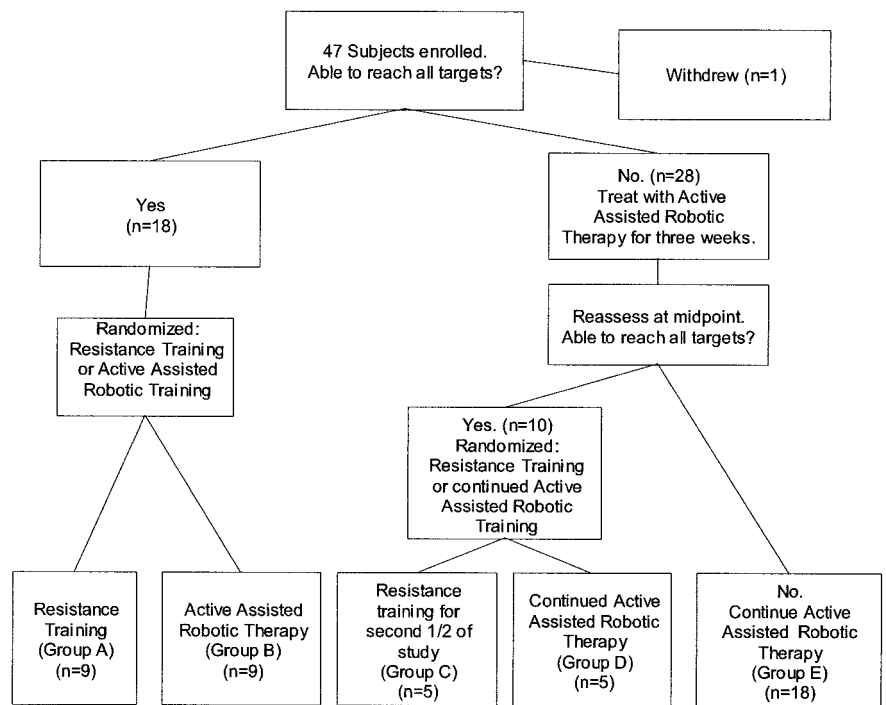 47 Subjects enrolled.
Able to reach all targets?
Withdrew (n=1)
Yes
(n=18)
No. (n=28)
Treat with Active
Assisted Robotic
Therapy for three weeks.
Randomized:
Resistance Training
or Active Assisted
Robotic Training
Reassess at midpoint.
Able to reach all targets?
Yes. (n=10)
Randomized:
Resistance Training
or continued Active
Assisted Robotic
Training
Resistance
Training
(Group A)
(n=9)
Active Assisted
Robotic Therapy
(Group B)
(n=9)
Resistance
training for
second 1/2 of
study
(Group C)
(n=5)
Continued Active
Assisted Robotic
Therapy
(Group D)
(n=5)
No.
Continue Active
Assisted Robotic
Therapy
(Group E)
(n=18)